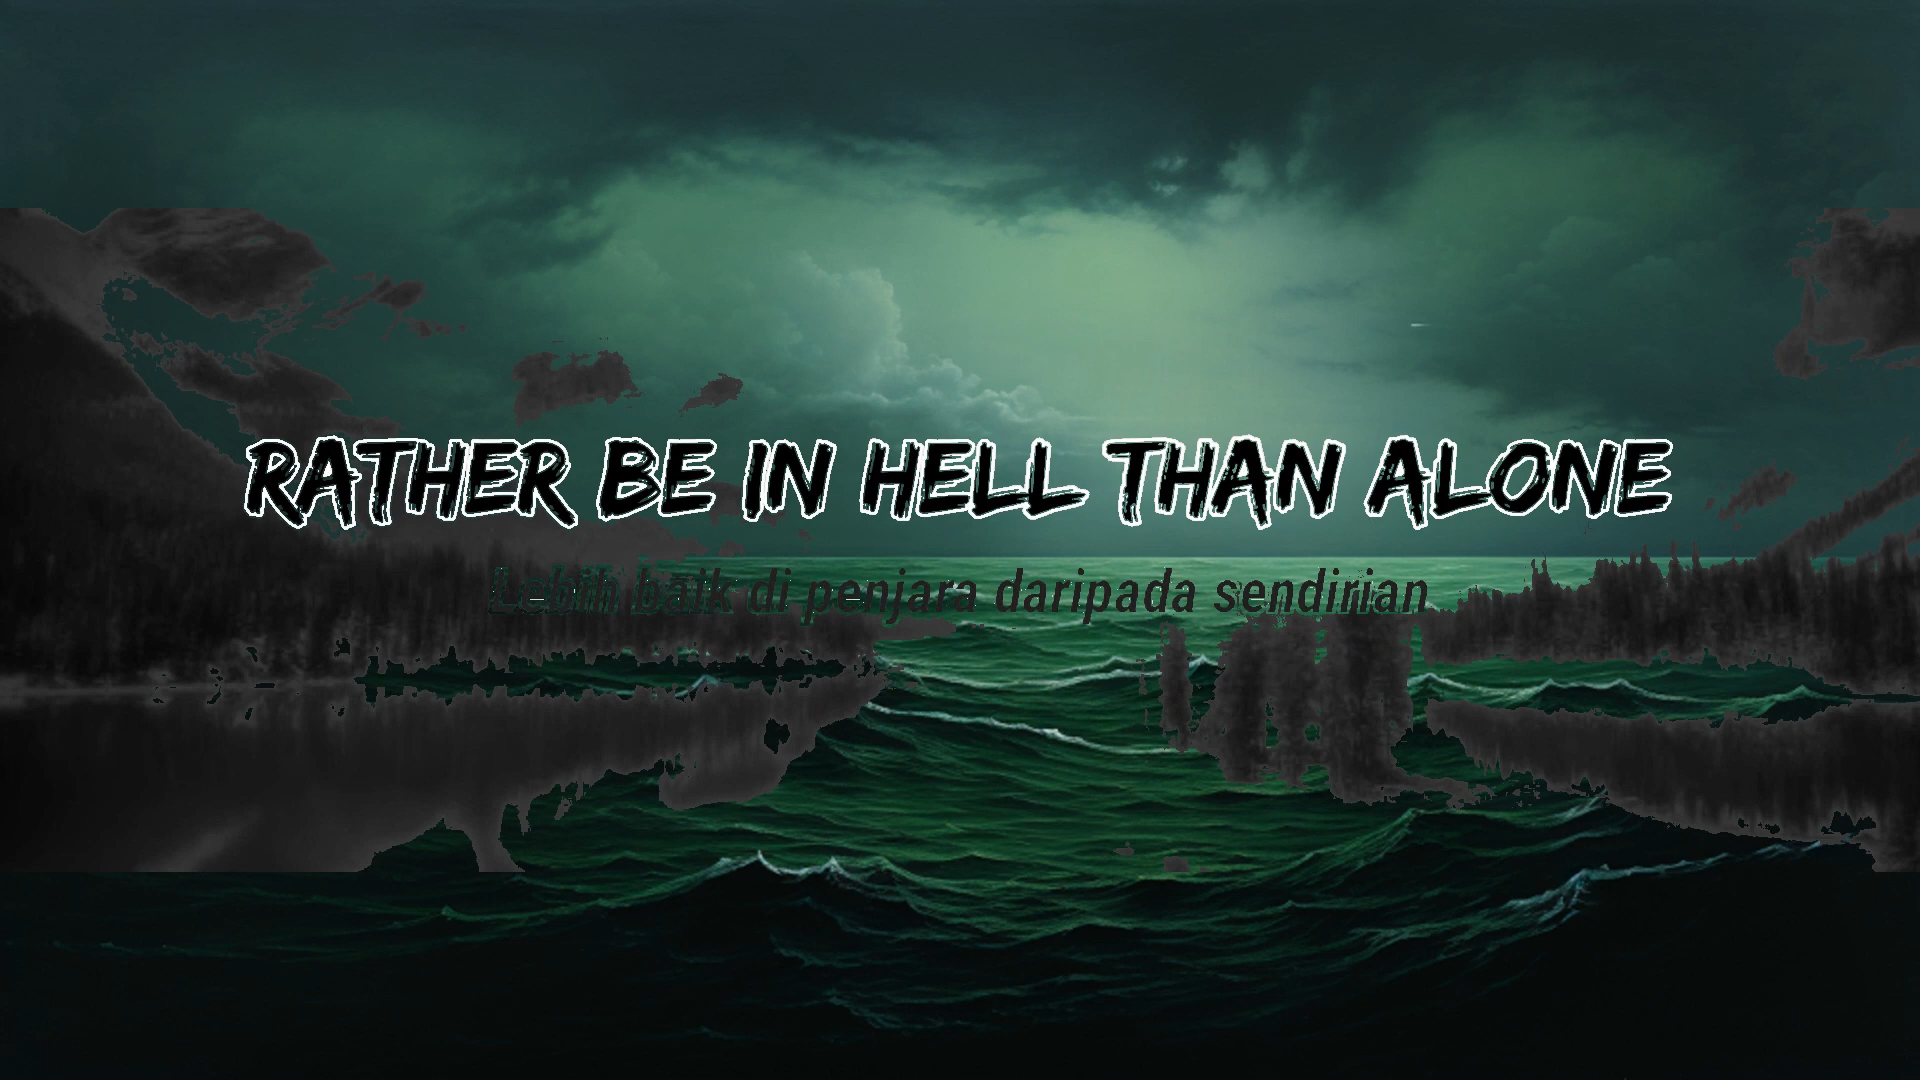 RATHER BE IN HELL THAN ALONE
Lebih baik di penjara daripada sendirian